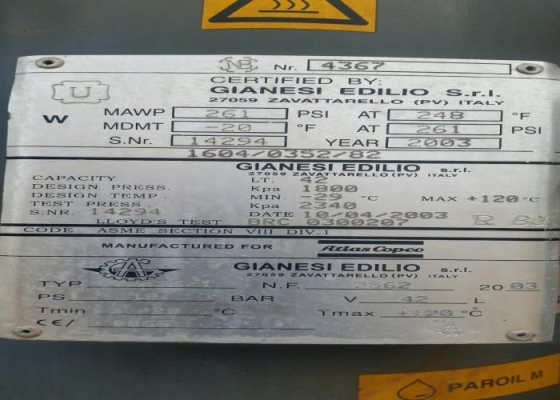 NB Nr. 4367
CERTIFIED BY:
GIANESI EDILIO S.r.l.
27059 ZAVATTARELLO (PV) ITALY
U
W
MAWP 261 PSI AT 248 °F
MDMT -20 °F AT 261 PSI
S.Nr. 14294 YEAR 2003
1604/0352/82
GIANESI EDILIO s.r.l.
27059 ZAVATTARELLO (PV) ITALY
CAPACITY LT. 42
DESIGN PRESS. Kpa 1800
DESIGN TEMP. MIN. -29 °C MAX +120°C
TEST PRESS. Kpa 2340
S.NR. 14294 DATE 10/04/2003
LLOYD'S TEST BRC 0300207
CODE ASME SECTION VIII DIV.1
MANUFACTURED FOR Atlas Copco
GIANESI EDILIO s.r.l.
27059 ZAVATTARELLO (PV) ITALY
TYP N.F. 2003
PS BAR V 42 L
Tmin °C Tmax +120 °C
CE/
PAROIL M